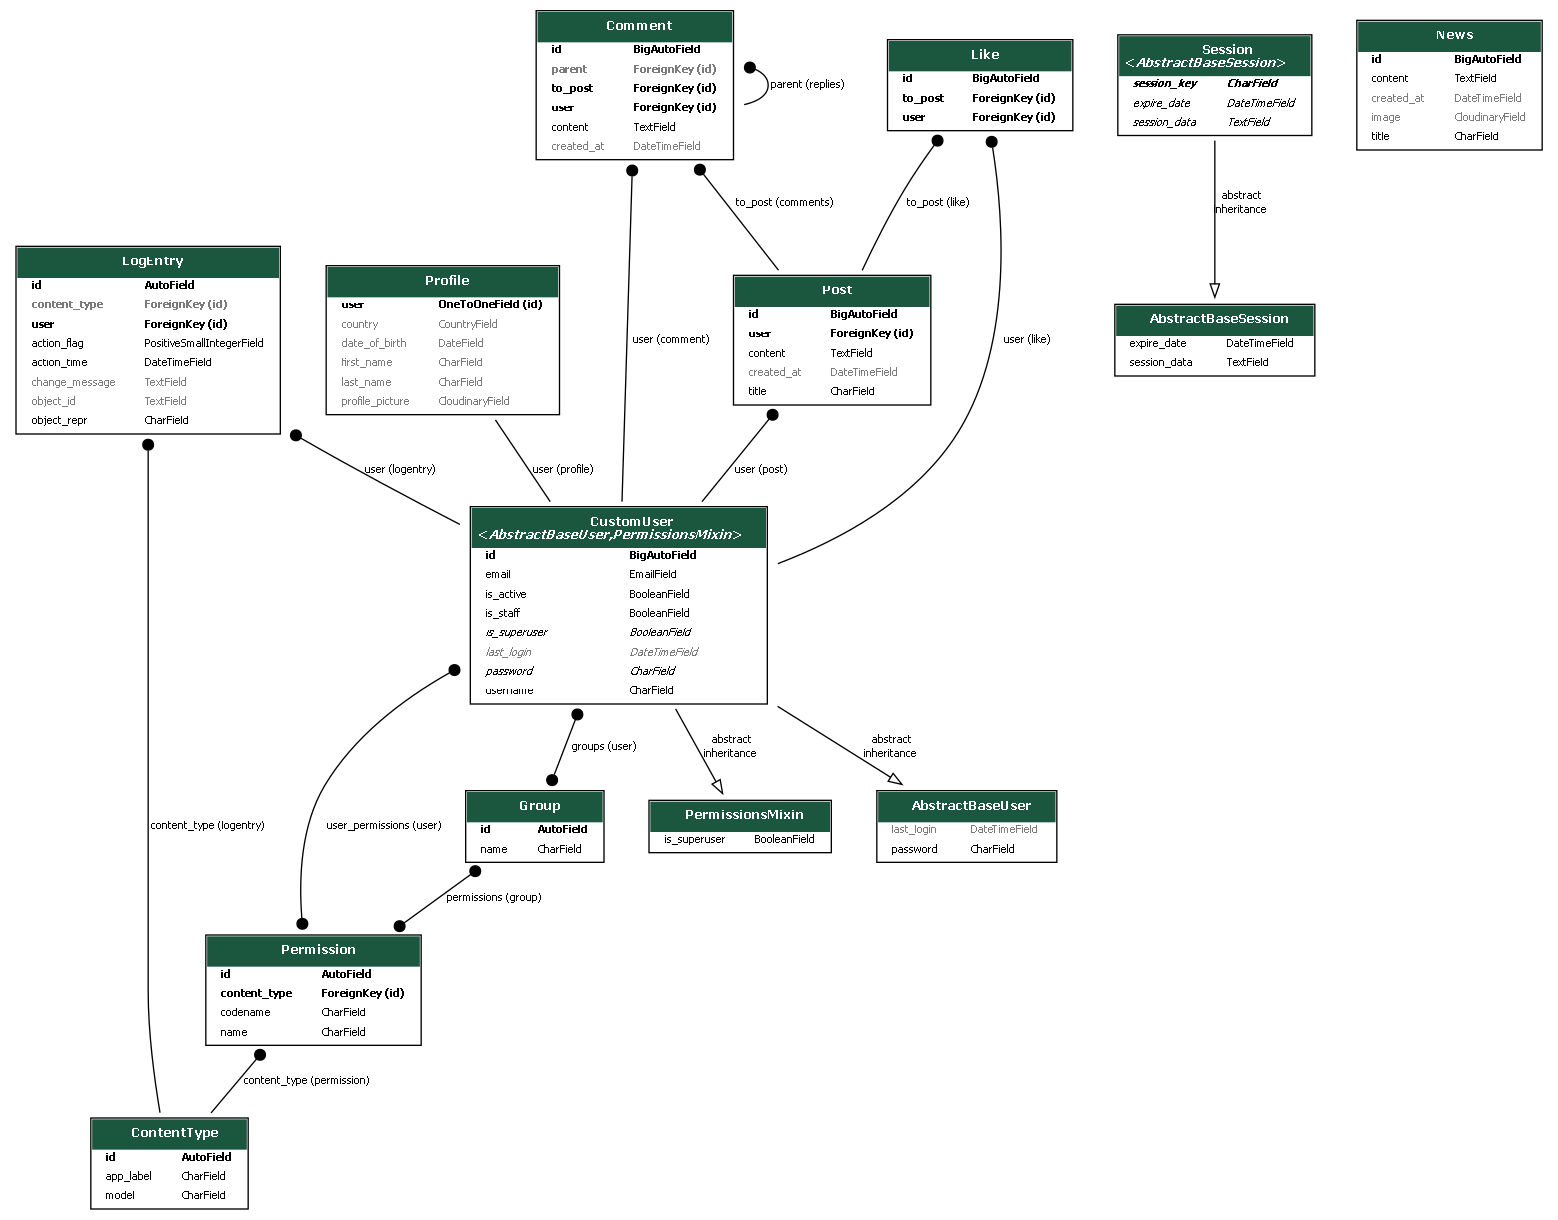 Comment
id BigAutoField
parent ForeignKey (id)
to_post ForeignKey (id)
user ForeignKey (id)
content TextField
created_at DateTimeField
parent (replies)
Like
id BigAutoField
to_post ForeignKey (id)
user ForeignKey (id)
Session
<AbstractBaseSession>
session_key CharField
expire_date DateTimeField
session_data TextField
News
id BigAutoField
content TextField
created_at DateTimeField
image CloudinaryField
title CharField
to_post (comments)
to_post (like)
abstract
inheritance
LogEntry
id AutoField
content_type ForeignKey (id)
user ForeignKey (id)
action_flag PositiveSmallIntegerField
action_time DateTimeField
change_message TextField
object_id TextField
object_repr CharField
Profile
user OneToOneField (id)
country CountryField
date_of_birth DateField
first_name CharField
last_name CharField
profile_picture CloudinaryField
user (comment)
Post
id BigAutoField
user ForeignKey (id)
content TextField
created_at DateTimeField
title CharField
user (like)
AbstractBaseSession
expire_date DateTimeField
session_data TextField
user (logentry)
user (profile)
user (post)
CustomUser
<AbstractBaseUser,PermissionsMixin>
id BigAutoField
email EmailField
is_active BooleanField
is_staff BooleanField
is_superuser BooleanField
last_login DateTimeField
password CharField
username CharField
groups (user)
abstract
inheritance
abstract
inheritance
content_type (logentry)
user_permissions (user)
Group
id AutoField
name CharField
PermissionsMixin
is_superuser BooleanField
AbstractBaseUser
last_login DateTimeField
password CharField
permissions (group)
Permission
id AutoField
content_type ForeignKey (id)
codename CharField
name CharField
content_type (permission)
ContentType
id AutoField
app_label CharField
model CharField